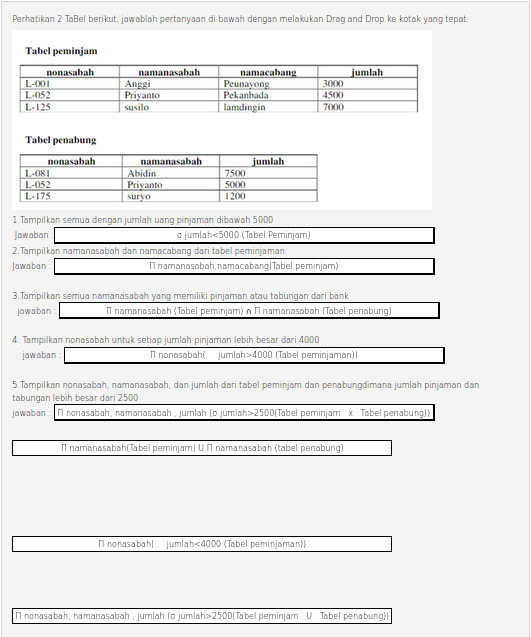 Perhatikan 2 TaBel berikut, jawablah pertanyaan di bawah dengan melakukan Drag and Drop ke kotak yang tepat
Tabel peminjam
nonasabah namanasabah namacabang jumlah
L-001 Anggi Peunayong 3000
L-052 Priyanto Pekanbada 4500
L-125 susilo lamdingin 7000
Tabel penabung
nonasabah namanasabah jumlah
L-081 Abidin 7500
L-052 Priyanto 5000
L-175 suryo 1200
1.Tampilkan semua dengan jumlah uang pinjaman dibawah 5000
Jawaban : σ jumlah<5000 (Tabel Peminjam)
2.Tampilkan namanasabah dan namacabang dari tabel peminjaman
Jawaban : Π namanasabah,namacabang(Tabel peminjam)
3.Tampilkan semua namanasabah yang memiliki pinjaman atau tabungan dari bank
jawaban : Π namanasabah (Tabel peminjam) ∩ Π namanasabah (Tabel penabung)
4. Tampilkan nonasabah untuk setiap jumlah pinjaman lebih besar dari 4000
jawaban : Π nonasabah( jumlah>4000 (Tabel peminjaman))
5.Tampilkan nonasabah, namanasabah, dan jumlah dari tabel peminjam dan penabungdimana jumlah pinjaman dan
tabungan lebih besar dari 2500
jawaban : Π nonasabah, namanasabah , jumlah (σ jumlah>2500(Tabel peminjam x Tabel penabung))
Π namanasabah(Tabel peminjam) U Π namanasabah (tabel penabung)
Π nonasabah( jumlah<4000 (Tabel peminjaman))
Π nonasabah, namanasabah , jumlah (σ jumlah>2500(Tabel peminjam U Tabel penabung))